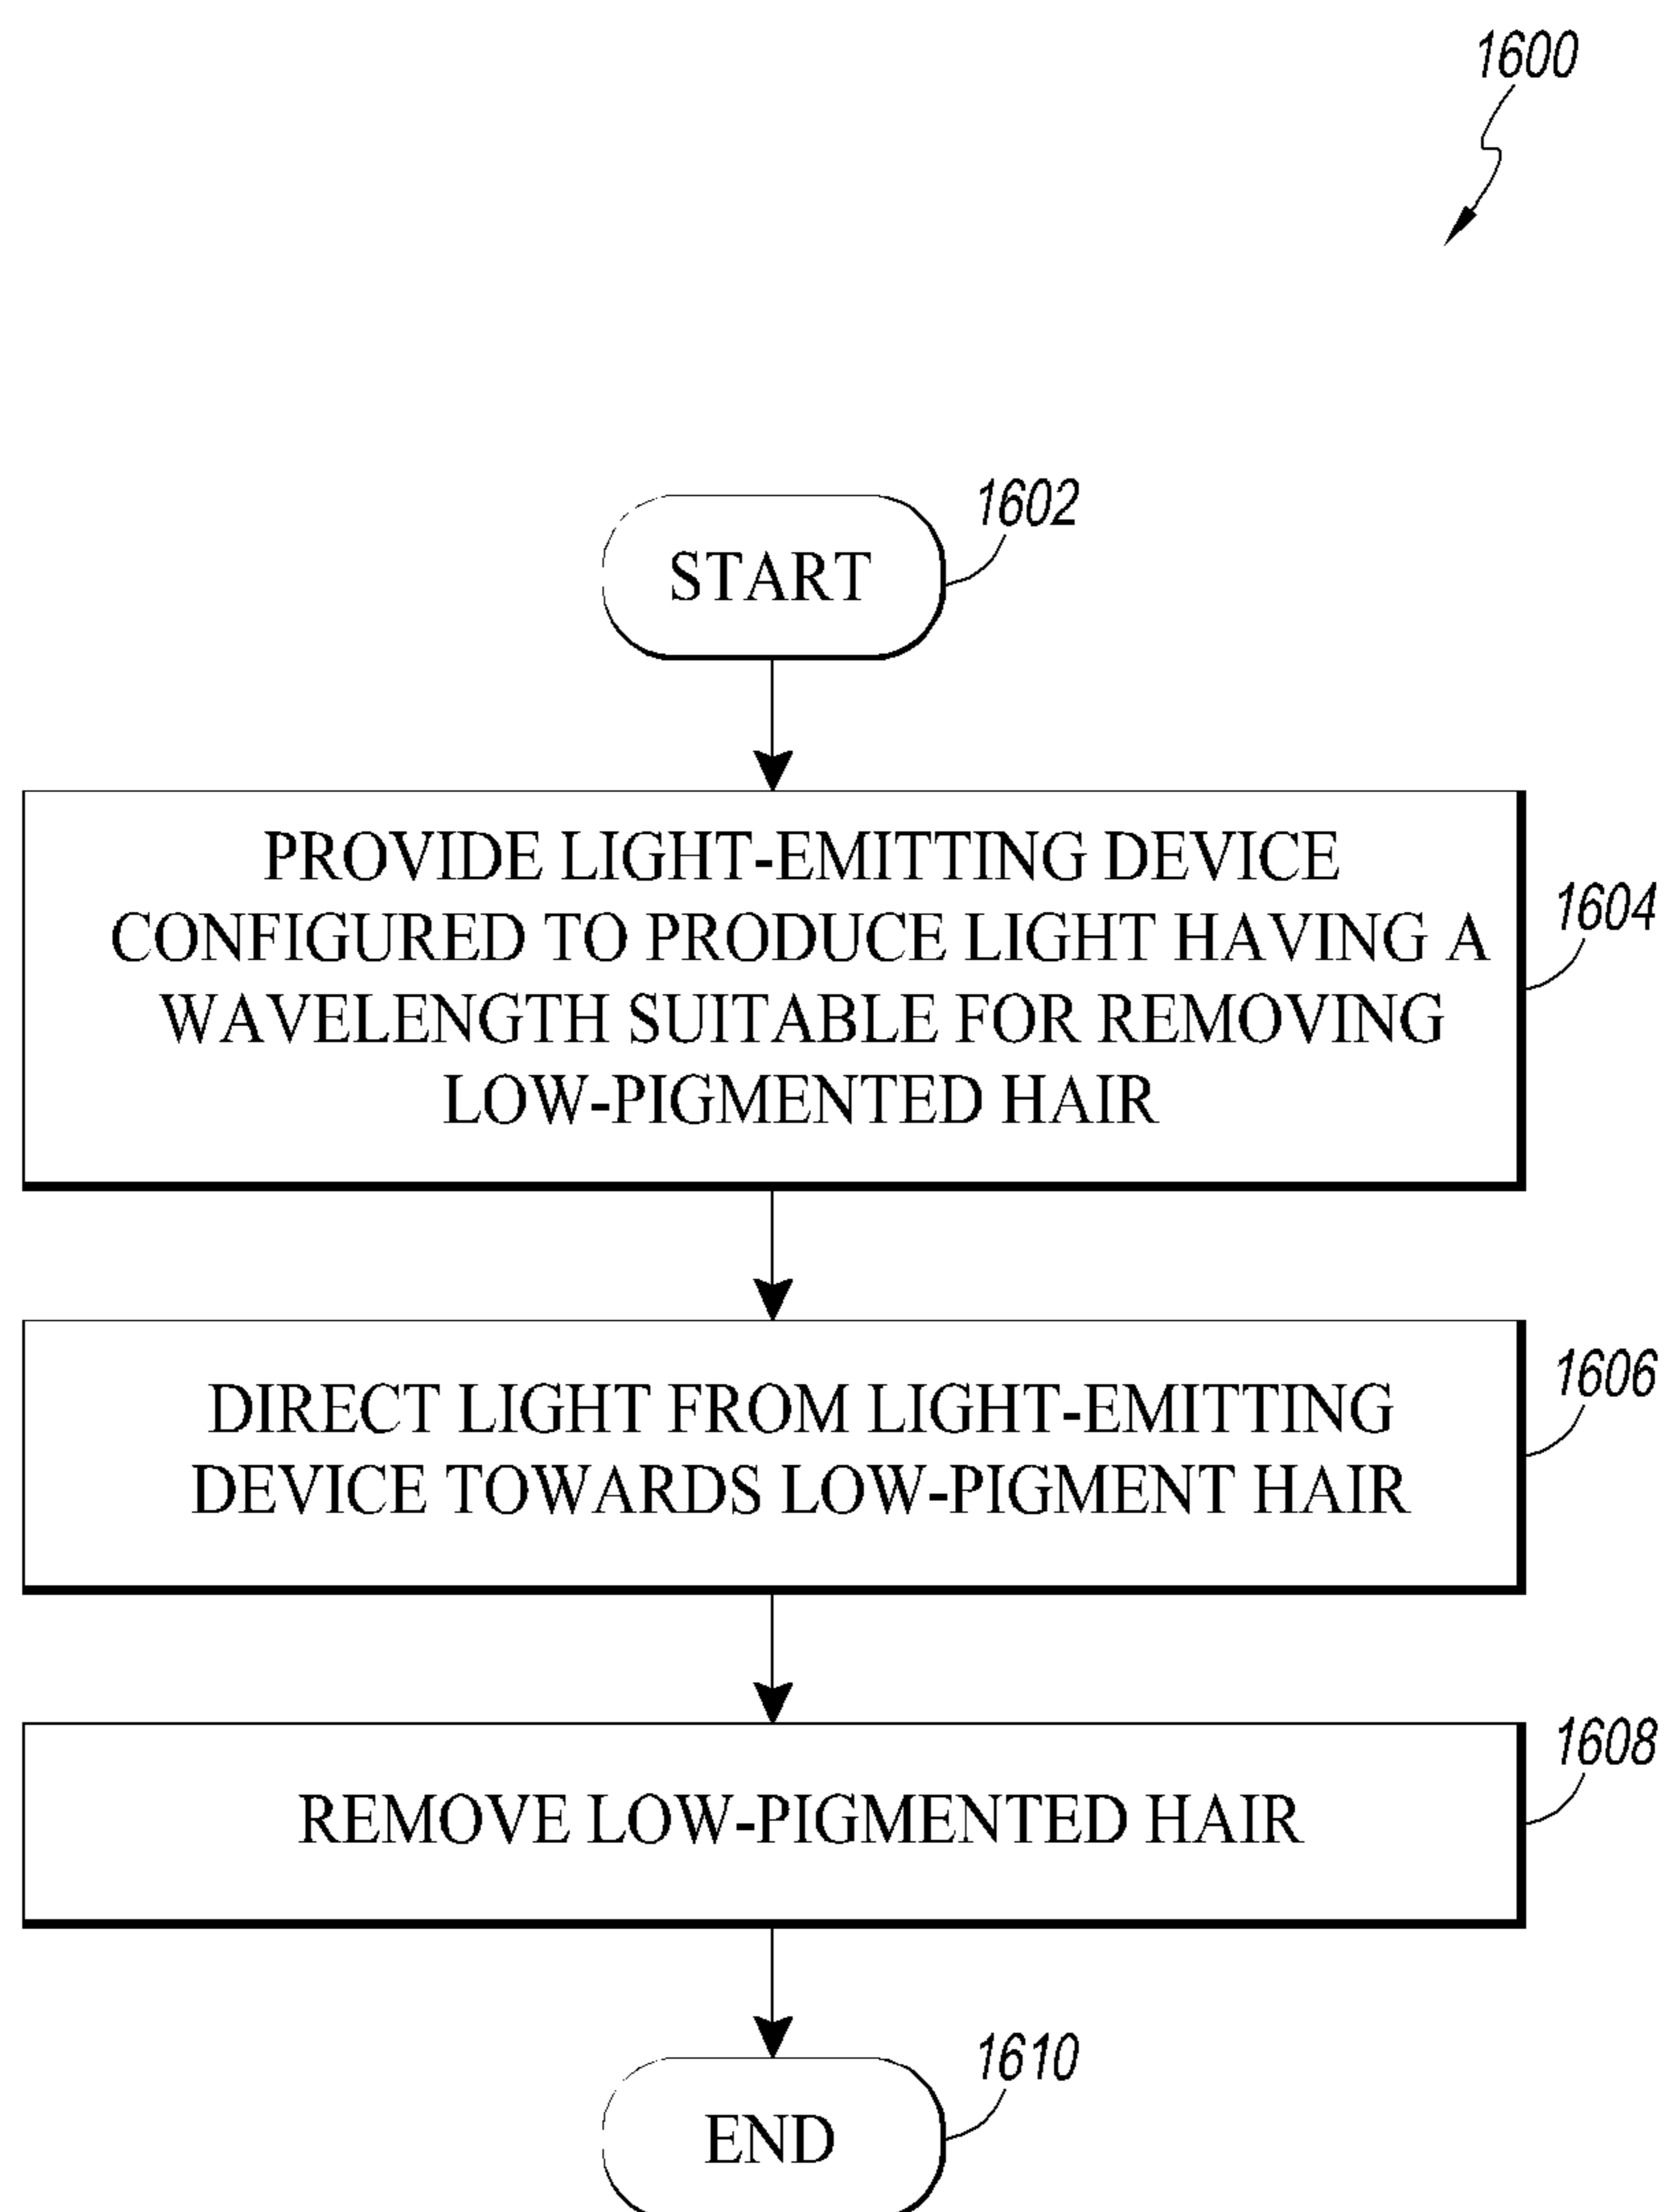 1600
1602
START
PROVIDE LIGHT-EMITTING DEVICE
CONFIGURED TO PRODUCE LIGHT HAVING A
WAVELENGTH SUITABLE FOR REMOVING
LOW-PIGMENTED HAIR
1604
DIRECT LIGHT FROM LIGHT-EMITTING
DEVICE TOWARDS LOW-PIGMENT HAIR
1606
REMOVE LOW-PIGMENTED HAIR
1608
1610
END